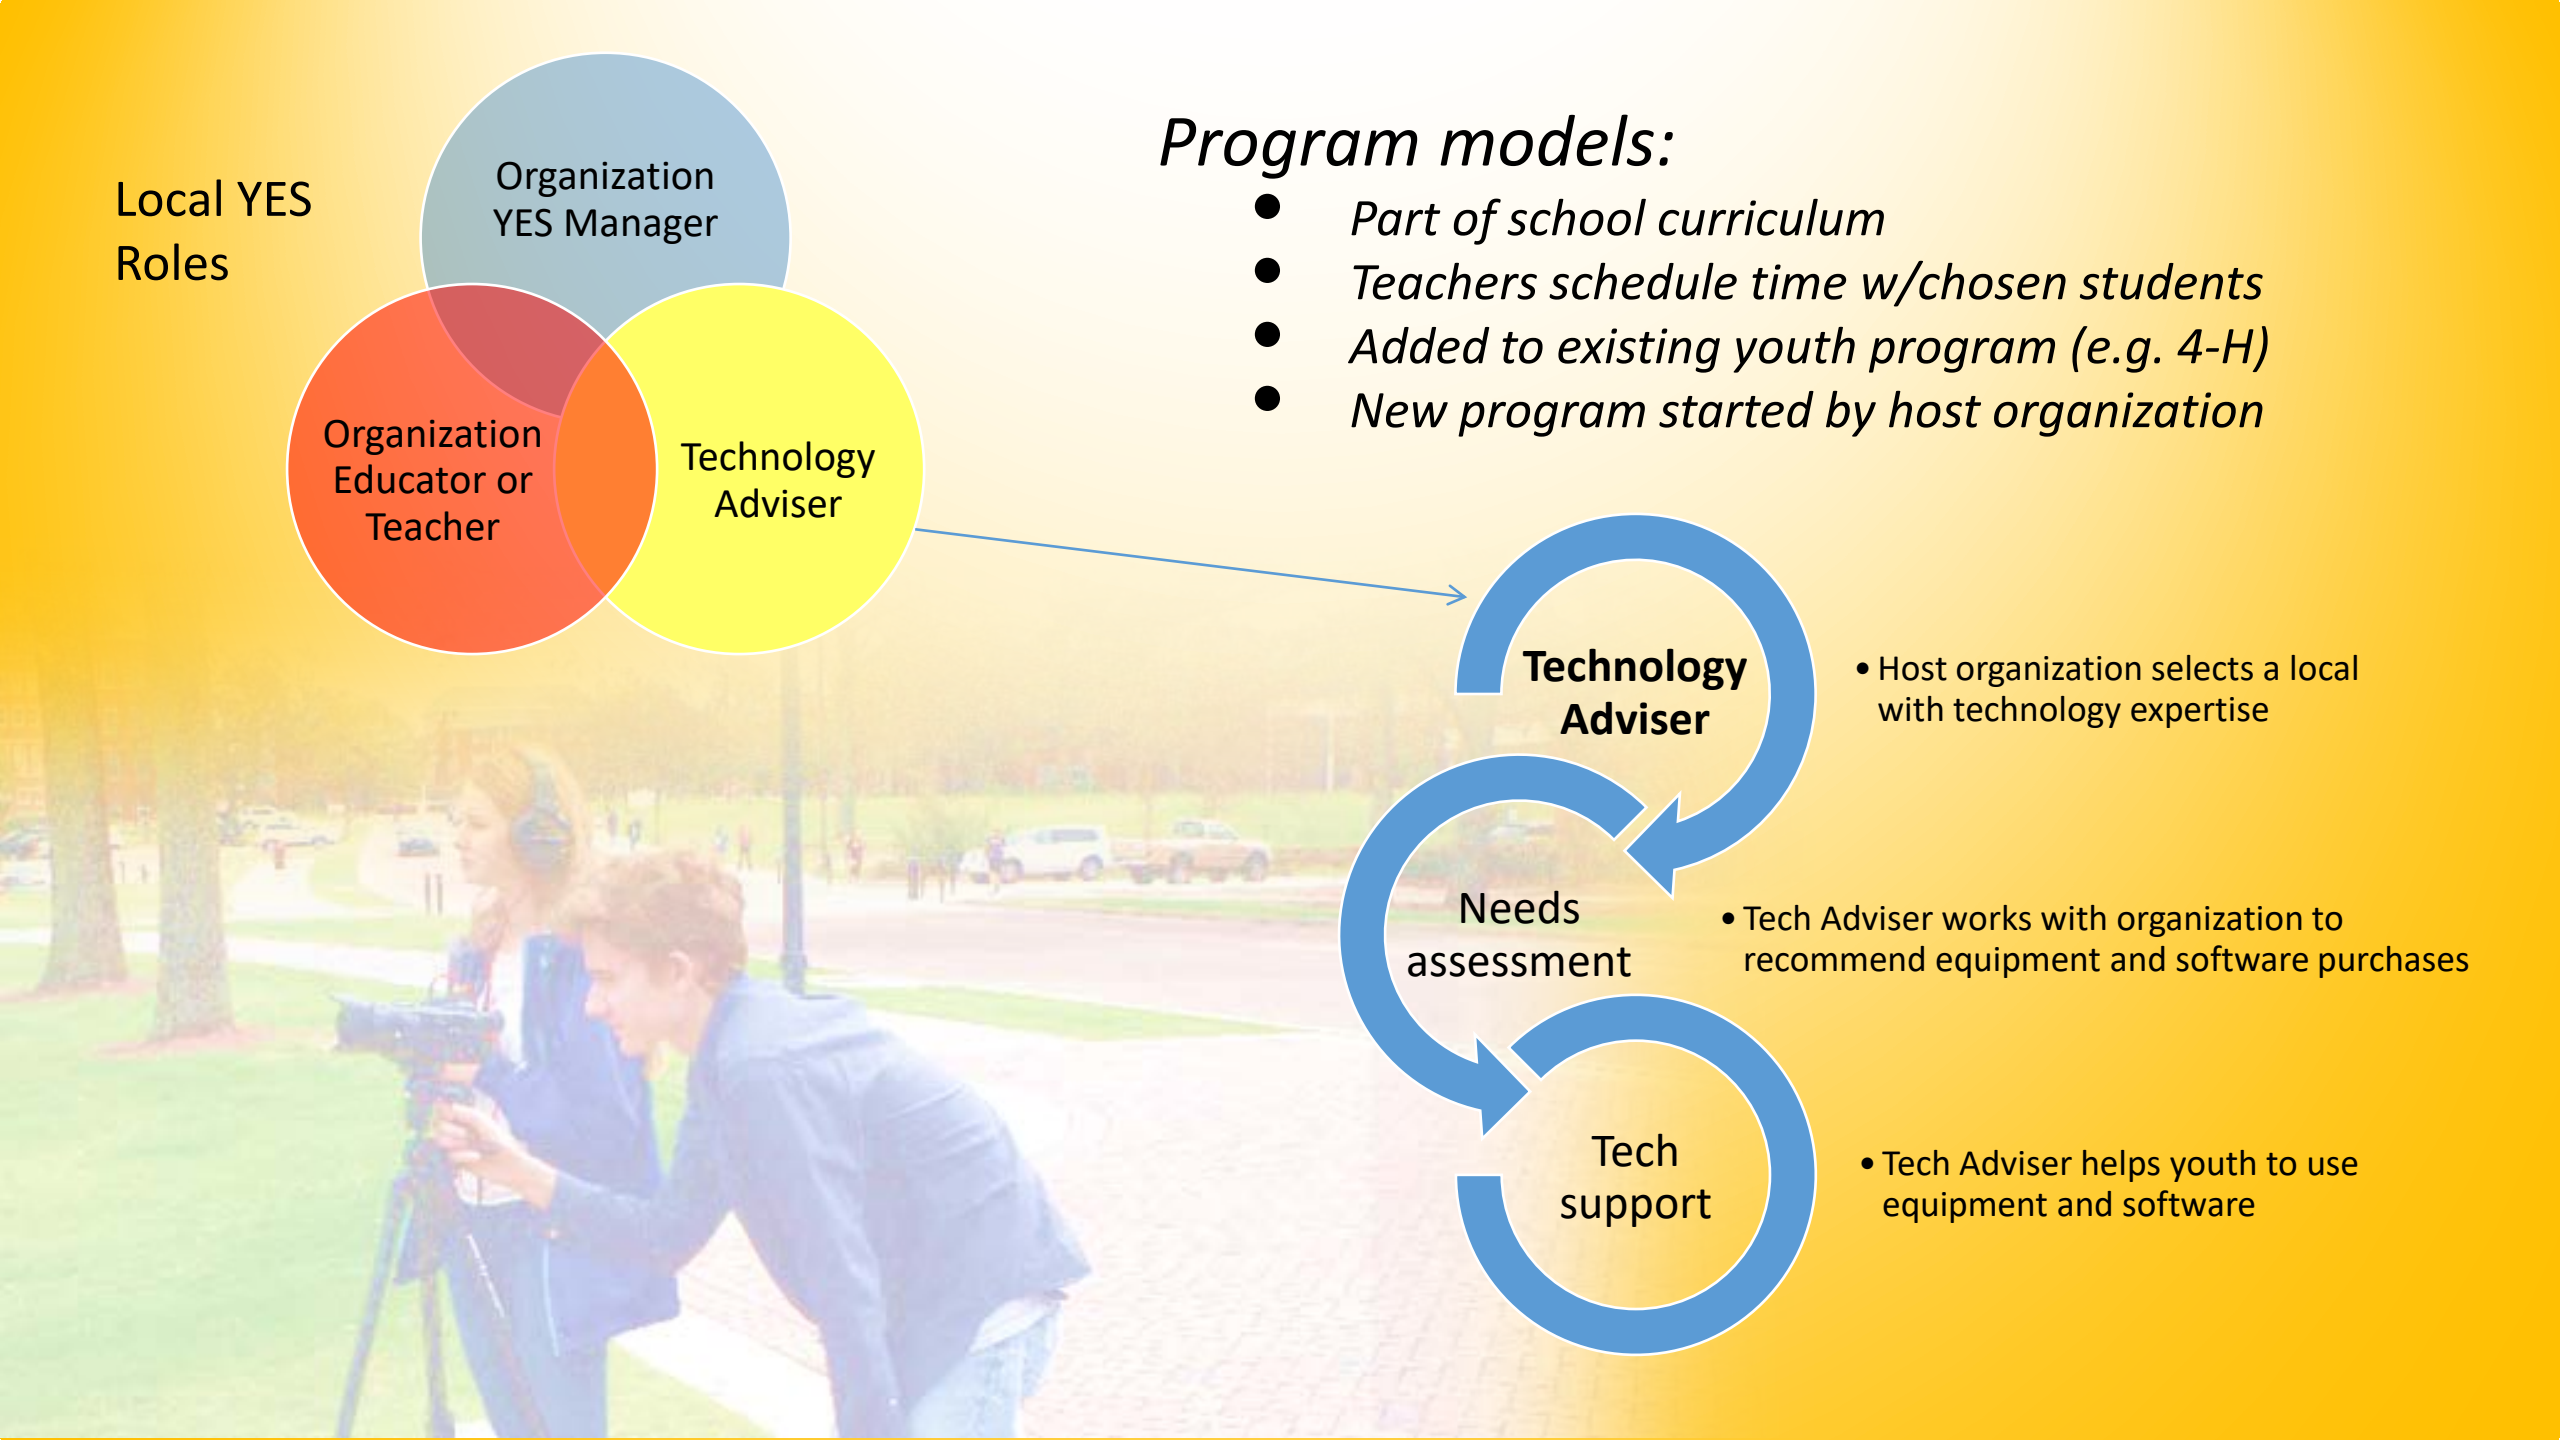 Local YES
Roles
Organization
YES Manager
Organization
Educator or
Teacher
Technology
Adviser
Program models:
• Part of school curriculum
• Teachers schedule time w/chosen students
• Added to existing youth program (e.g. 4-H)
• New program started by host organization
Technology
Adviser
• Host organization selects a local
with technology expertise
Needs
assessment
• Tech Adviser works with organization to
recommend equipment and software purchases
Tech
support
• Tech Adviser helps youth to use
equipment and software